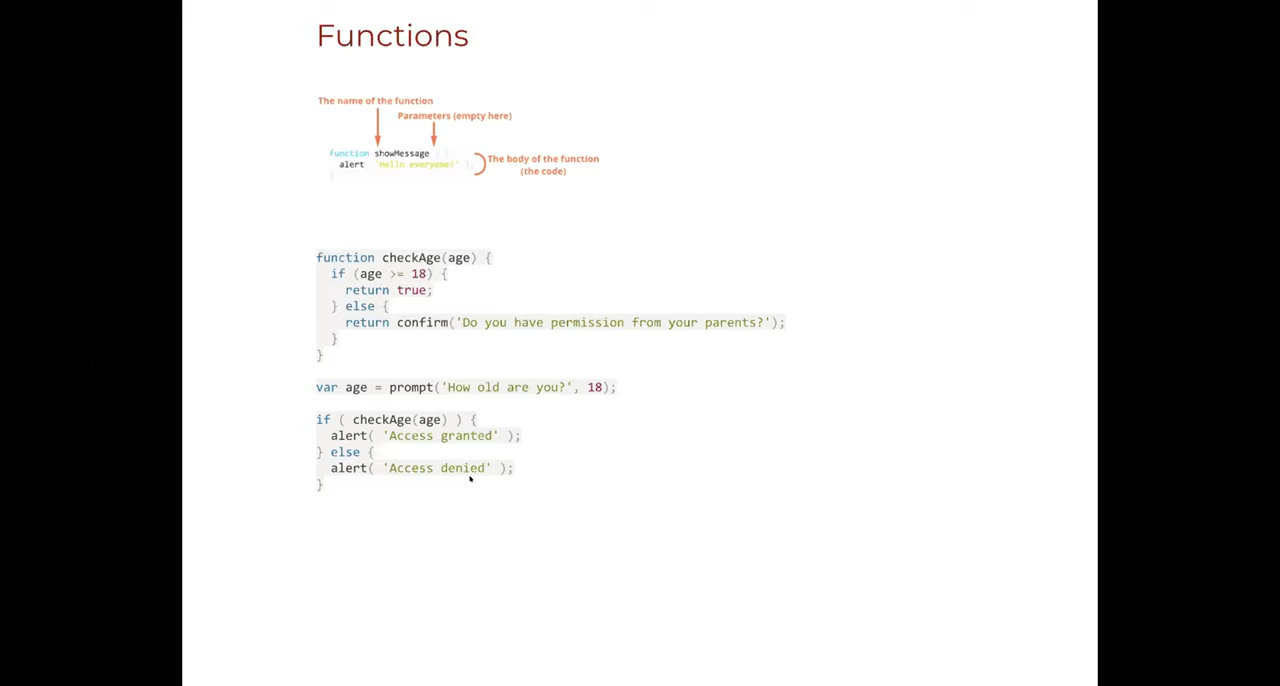 Functions
The name of the function
Parameters (empty here)
function showMessage
alert 'Hello everyone!'
The body of the function
(the code)
function checkAge(age) {
if (age >= 18) {
return true;
} else {
return confirm('Do you have permission from your parents?');
}
}
var age = prompt('How old are you?', 18);
if ( checkAge(age) ) {
alert( 'Access granted' );
} else {
alert( 'Access denied' );
}